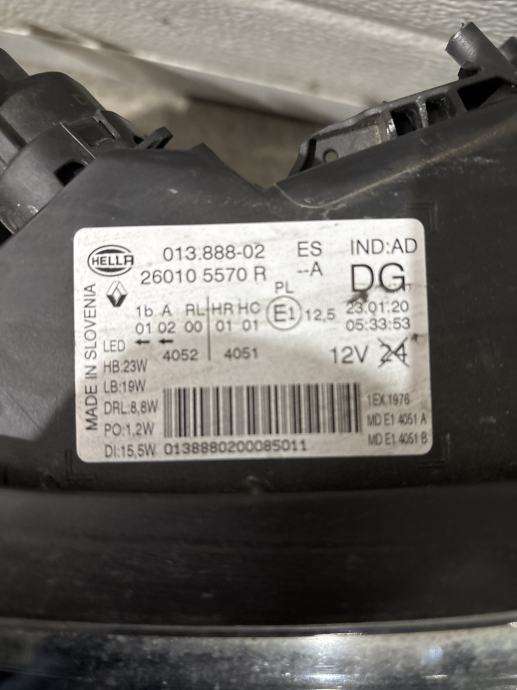 HELLA
013.888-02 ES IND:AD
26010 5570 R --A DG
MADE IN SLOVENIA
PL
1b A RL HR HC E1 12,5 23.01.20
01 02 00 01 01 05:33:53
LED ← ← 4052 4051 12V 24
HB:23W
LB:19W
DRL:8,8W 1EX.1976
PO:1,2W MD E1 4051 A
DI:15,5W 0138880200085011 MD E1 4051 B